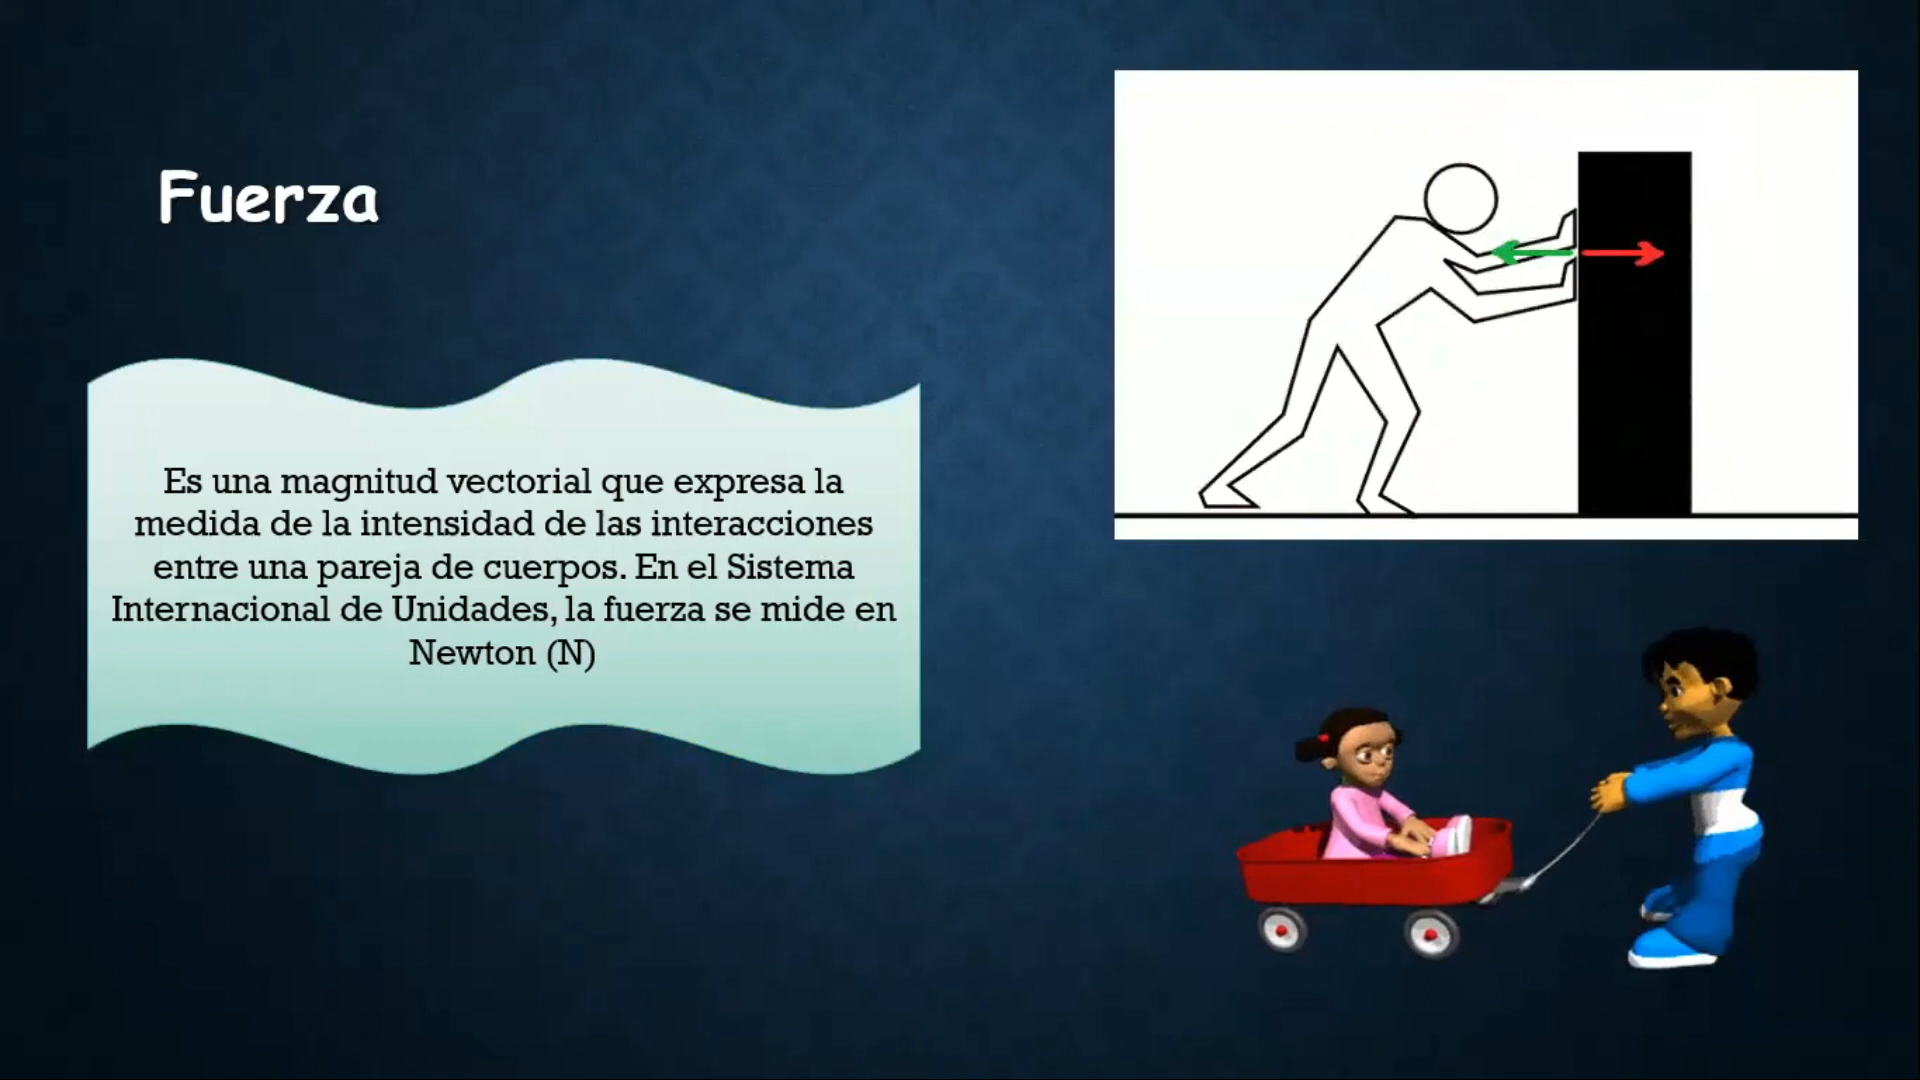 Fuerza
Es una magnitud vectorial que expresa la
medida de la intensidad de las interacciones
entre una pareja de cuerpos. En el Sistema
Internacional de Unidades, la fuerza se mide en
Newton (N)